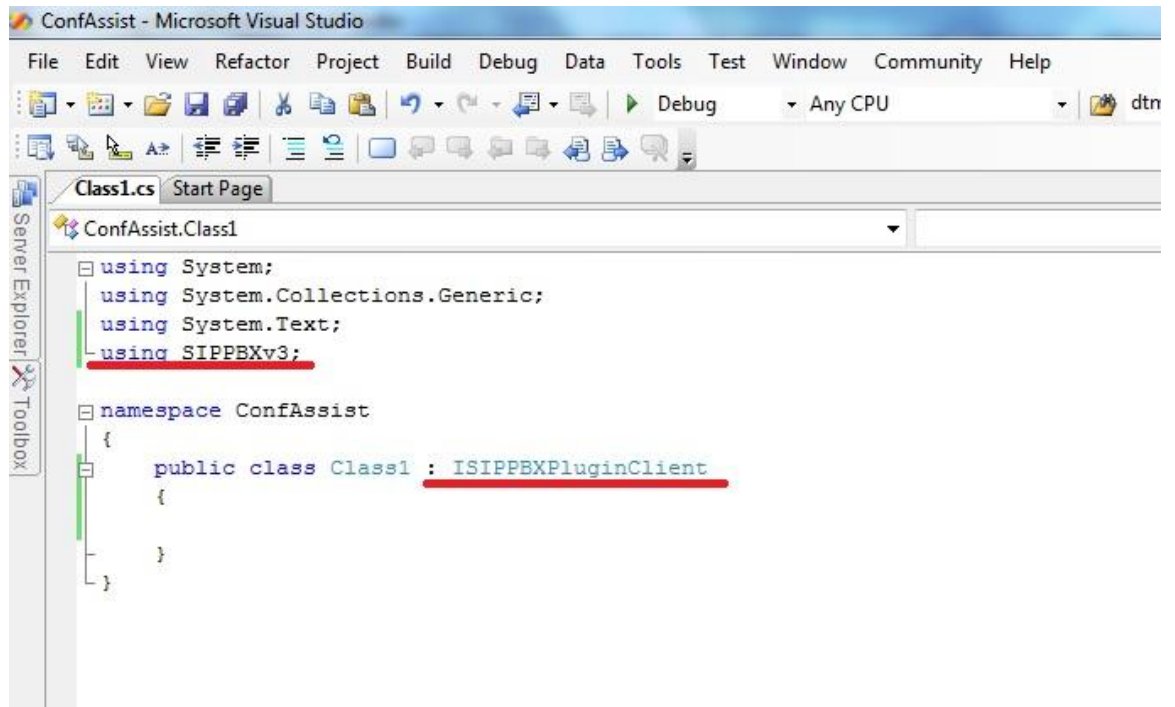 ConfAssist - Microsoft Visual Studio
File Edit View Refactor Project Build Debug Data Tools Test Window Community Help
Debug Any CPU
Class1.cs Start Page
ConfAssist.Class1
Server Explorer
Toolbox
using System;
using System.Collections.Generic;
using System.Text;
using SIPPBXv3;
namespace ConfAssist
{
public class Class1 : ISIPPBXPluginClient
{
}
}